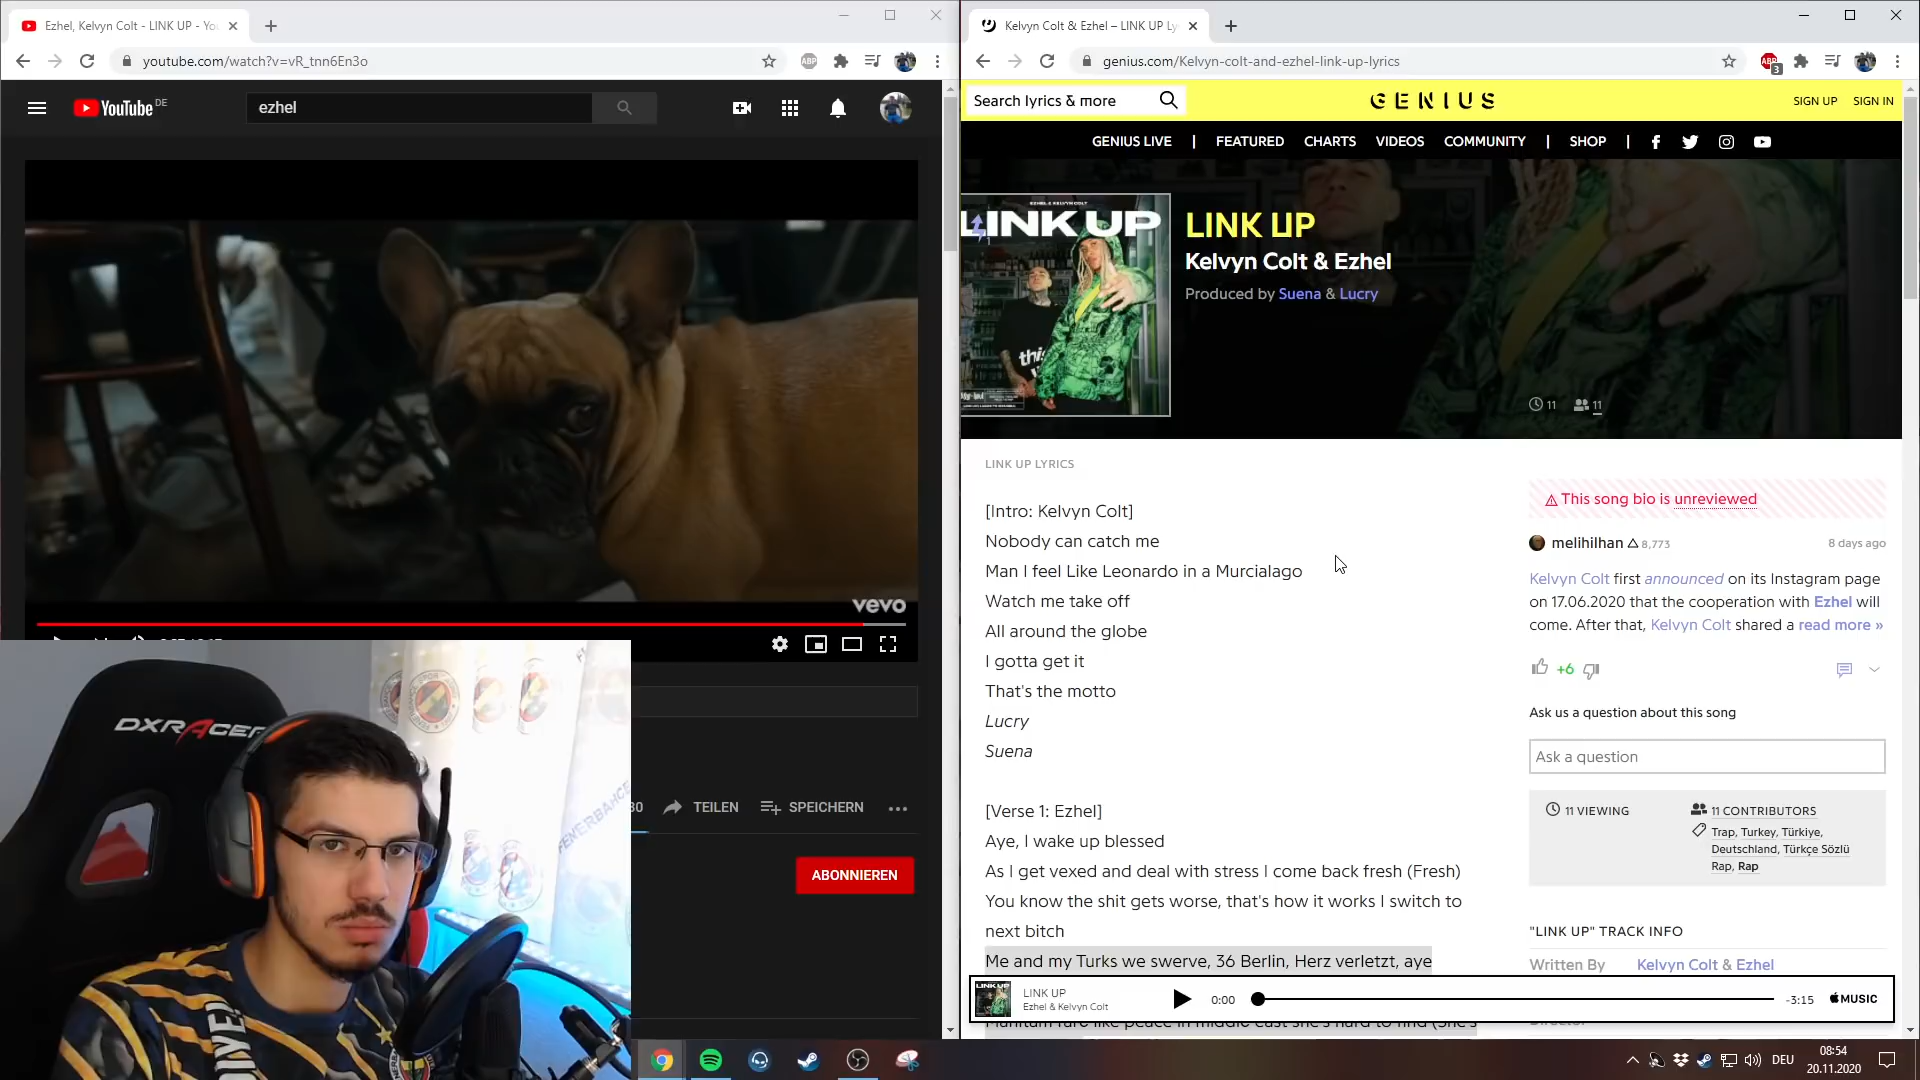 Ezhel, Kelvyn Colt - LINK UP - Yo
youtube.com/watch?v=vR_tnn6En3o
YouTube DE
ezhel
vevo
TEILEN
SPEICHERN
ABONNIEREN
DXRACER
FENERBAHÇE
Kelvyn Colt & Ezhel – LINK UP Ly
genius.com/Kelvyn-colt-and-ezhel-link-up-lyrics
3
Search lyrics & more
GENIUS
SIGN UP
SIGN IN
GENIUS LIVE | FEATURED CHARTS VIDEOS COMMUNITY | SHOP |
EZHEL & KELVYN COLT
LINK UP
this
LINK UP
Kelvyn Colt & Ezhel
Produced by Suena & Lucry
11 11
LINK UP LYRICS
[Intro: Kelvyn Colt]
Nobody can catch me
Man I feel Like Leonardo in a Murcialago
Watch me take off
All around the globe
I gotta get it
That's the motto
Lucry
Suena
[Verse 1: Ezhel]
Aye, I wake up blessed
As I get vexed and deal with stress I come back fresh (Fresh)
You know the shit gets worse, that's how it works I switch to
next bitch
Me and my Turks we swerve, 36 Berlin, Herz verletzt, aye
This song bio is unreviewed
melihilhan 8,773
8 days ago
Kelvyn Colt first announced on its Instagram page
on 17.06.2020 that the cooperation with Ezhel will
come. After that, Kelvyn Colt shared a read more »
+6
Ask us a question about this song
Ask a question
11 VIEWING
11 CONTRIBUTORS
Trap, Turkey, Türkiye,
Deutschland, Türkçe Sözlü
Rap, Rap
"LINK UP" TRACK INFO
Written By Kelvyn Colt & Ezhel
LINK UP
Ezhel & Kelvyn Colt
0:00
-3:15
MUSIC
DEU
08:54
20.11.2020